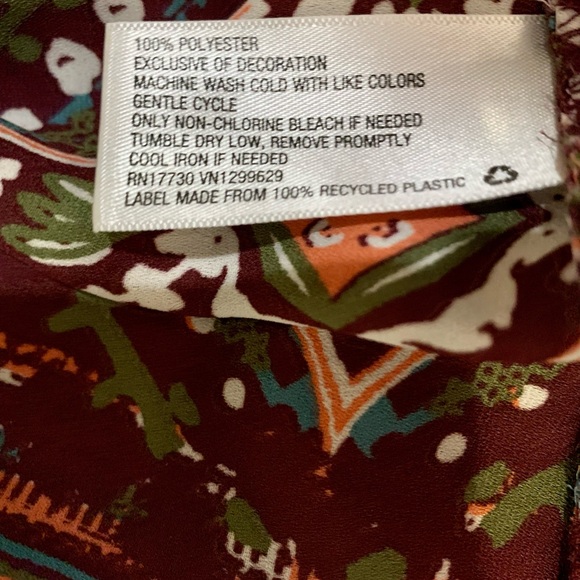 100% POLYESTER
EXCLUSIVE OF DECORATION
MACHINE WASH COLD WITH LIKE COLORS
GENTLE CYCLE
ONLY NON-CHLORINE BLEACH IF NEEDED
TUMBLE DRY LOW, REMOVE PROMPTLY
COOL IRON IF NEEDED
RN17730 VN1299629
LABEL MADE FROM 100% RECYCLED PLASTIC